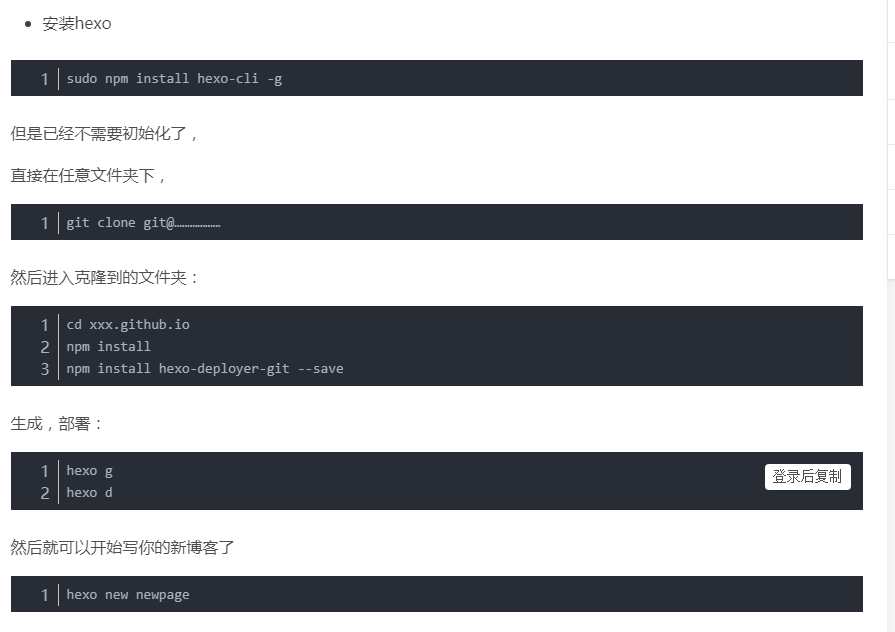 安装hexo
1 sudo npm install hexo-cli -g
但是已经不需要初始化了，
直接在任意文件夹下，
1 git clone git@………………
然后进入克隆到的文件夹：
1 cd xxx.github.io
2 npm install
3 npm install hexo-deployer-git --save
生成，部署：
1 hexo g
登录后复制
2 hexo d
然后就可以开始写你的新博客了
1 hexo new newpage